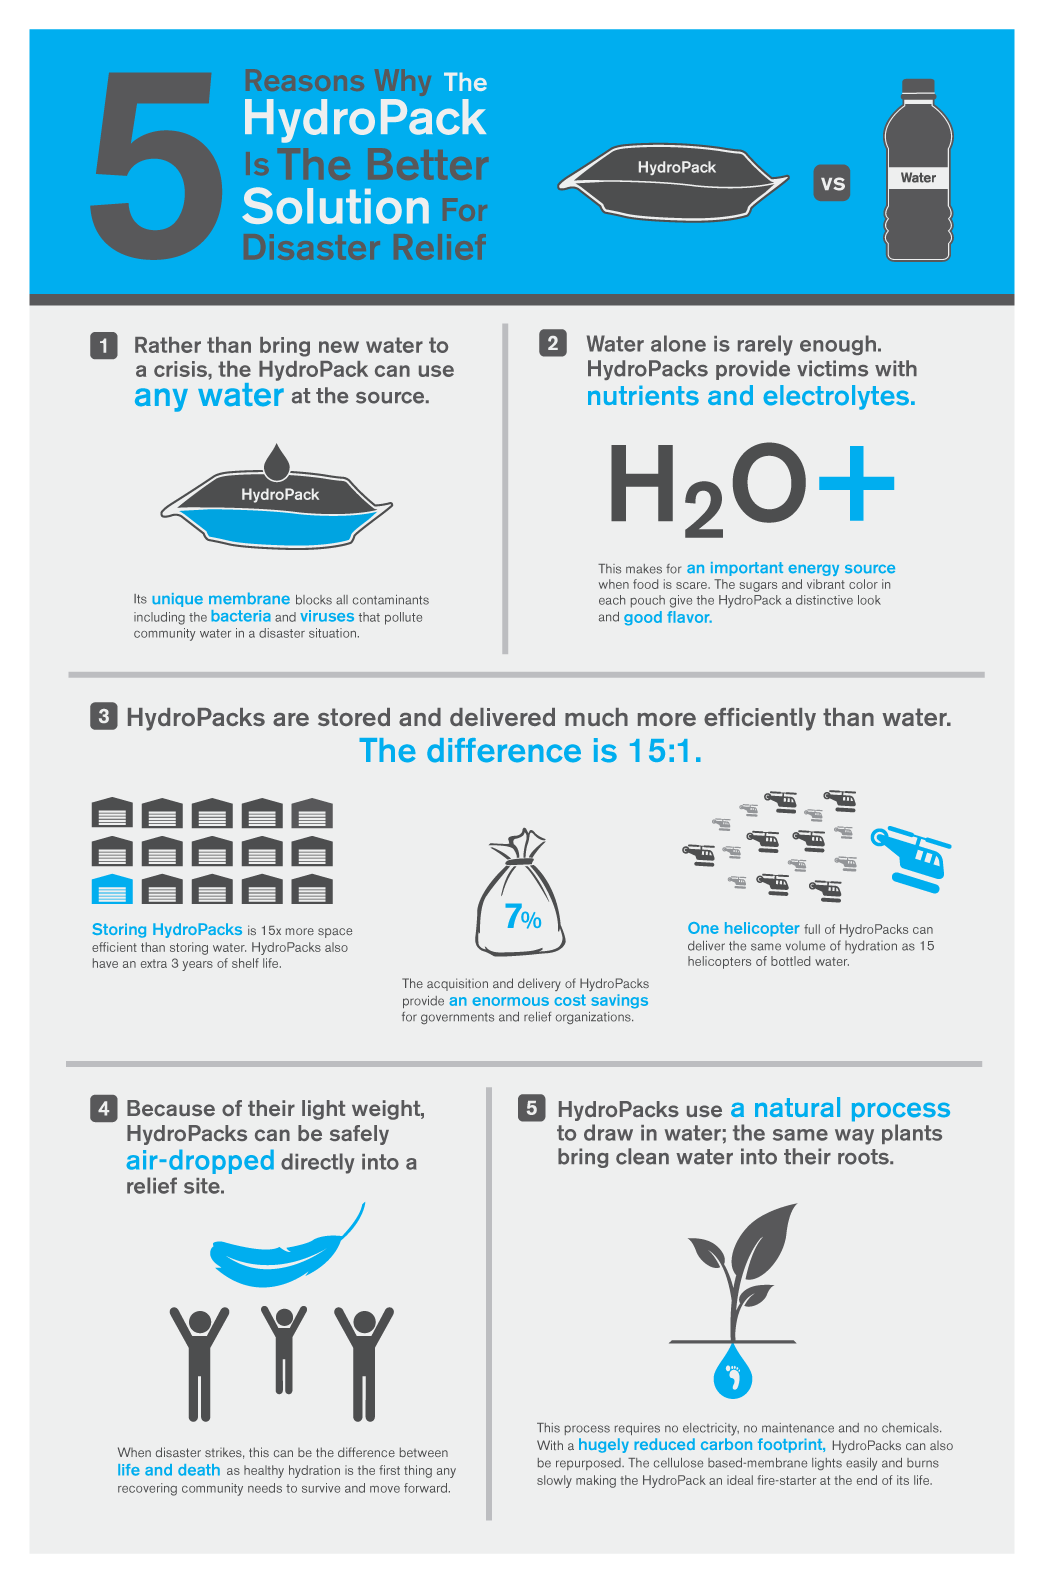 5
Reasons Why The
HydroPack
Is The Better
Solution For
Disaster Relief
HydroPack
VS
Water
1
Rather than bring new water to
a crisis, the HydroPack can use
any water at the source.
HydroPack
Its unique membrane blocks all contaminants
including the bacteria and viruses that pollute
community water in a disaster situation.
2
Water alone is rarely enough.
HydroPacks provide victims with
nutrients and electrolytes.
H2O+
This makes for an important energy source
when food is scare. The sugars and vibrant color in
each pouch give the HydroPack a distinctive look
and good flavor.
3 HydroPacks are stored and delivered much more efficiently than water.
The difference is 15:1.
Storing HydroPacks is 15x more space
efficient than storing water. HydroPacks also
have an extra 3 years of shelf life.
7%
The acquisition and delivery of HydroPacks
provide an enormous cost savings
for governments and relief organizations.
One helicopter full of HydroPacks can
deliver the same volume of hydration as 15
helicopters of bottled water.
4 Because of their light weight,
HydroPacks can be safely
air-dropped directly into a
relief site.
When disaster strikes, this can be the difference between
life and death as healthy hydration is the first thing any
recovering community needs to survive and move forward.
5 HydroPacks use a natural process
to draw in water; the same way plants
bring clean water into their roots.
This process requires no electricity, no maintenance and no chemicals.
With a hugely reduced carbon footprint, HydroPacks can also
be repurposed. The cellulose based-membrane lights easily and burns
slowly making the HydroPack an ideal fire-starter at the end of its life.